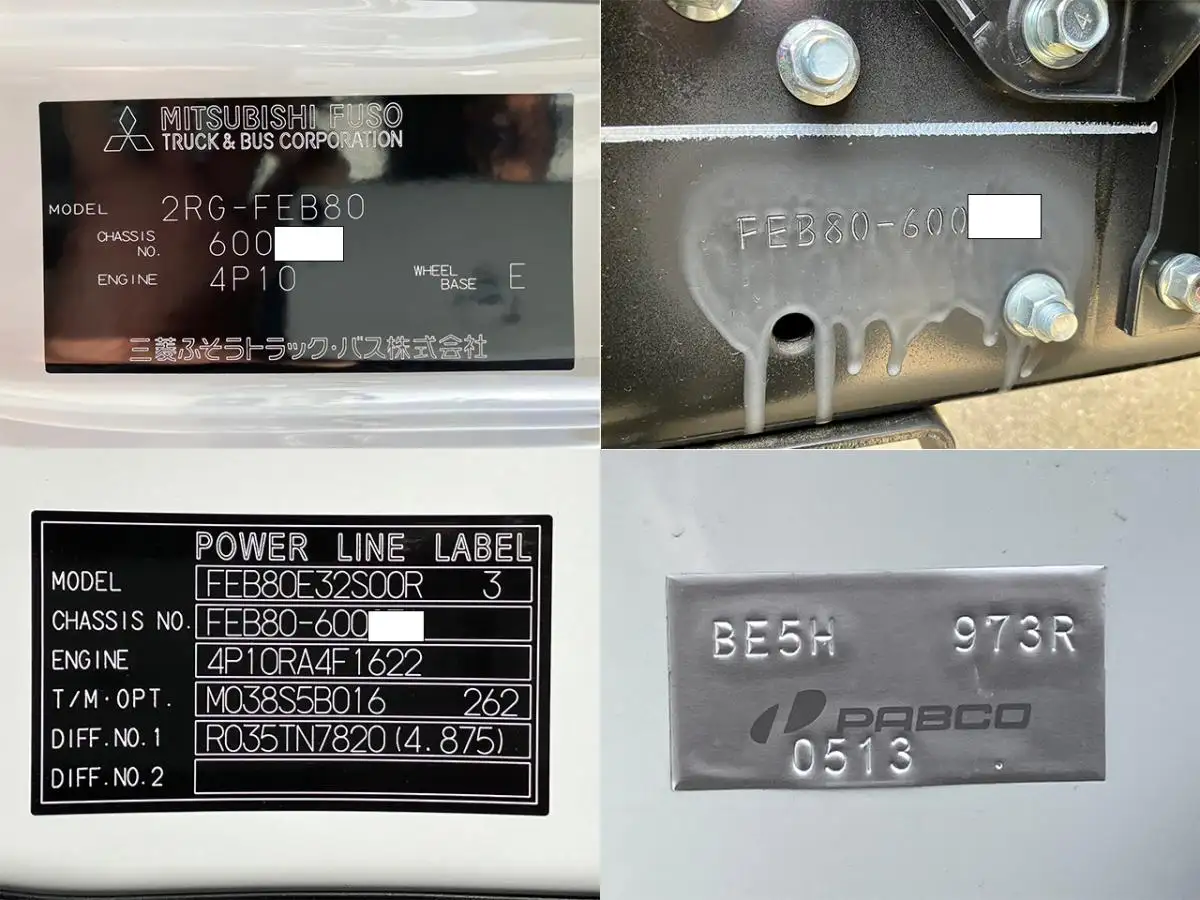 MITSUBISHI FUSO
TRUCK & BUS CORPORATION
MODEL 2RG-FEB80
CHASSIS NO. 600
ENGINE 4P10 WHEEL BASE E
三菱ふそうトラック・バス株式会社
FEB80-600
4
POWER LINE LABEL
MODEL FEB80E32S00R 3
CHASSIS NO. FEB80-600
ENGINE 4P10RA4F1622
T/M·OPT. M038S5B016 262
DIFF.NO.1 R035TN7820(4.875)
DIFF.NO.2
BE5H 973R
PABCO
0513